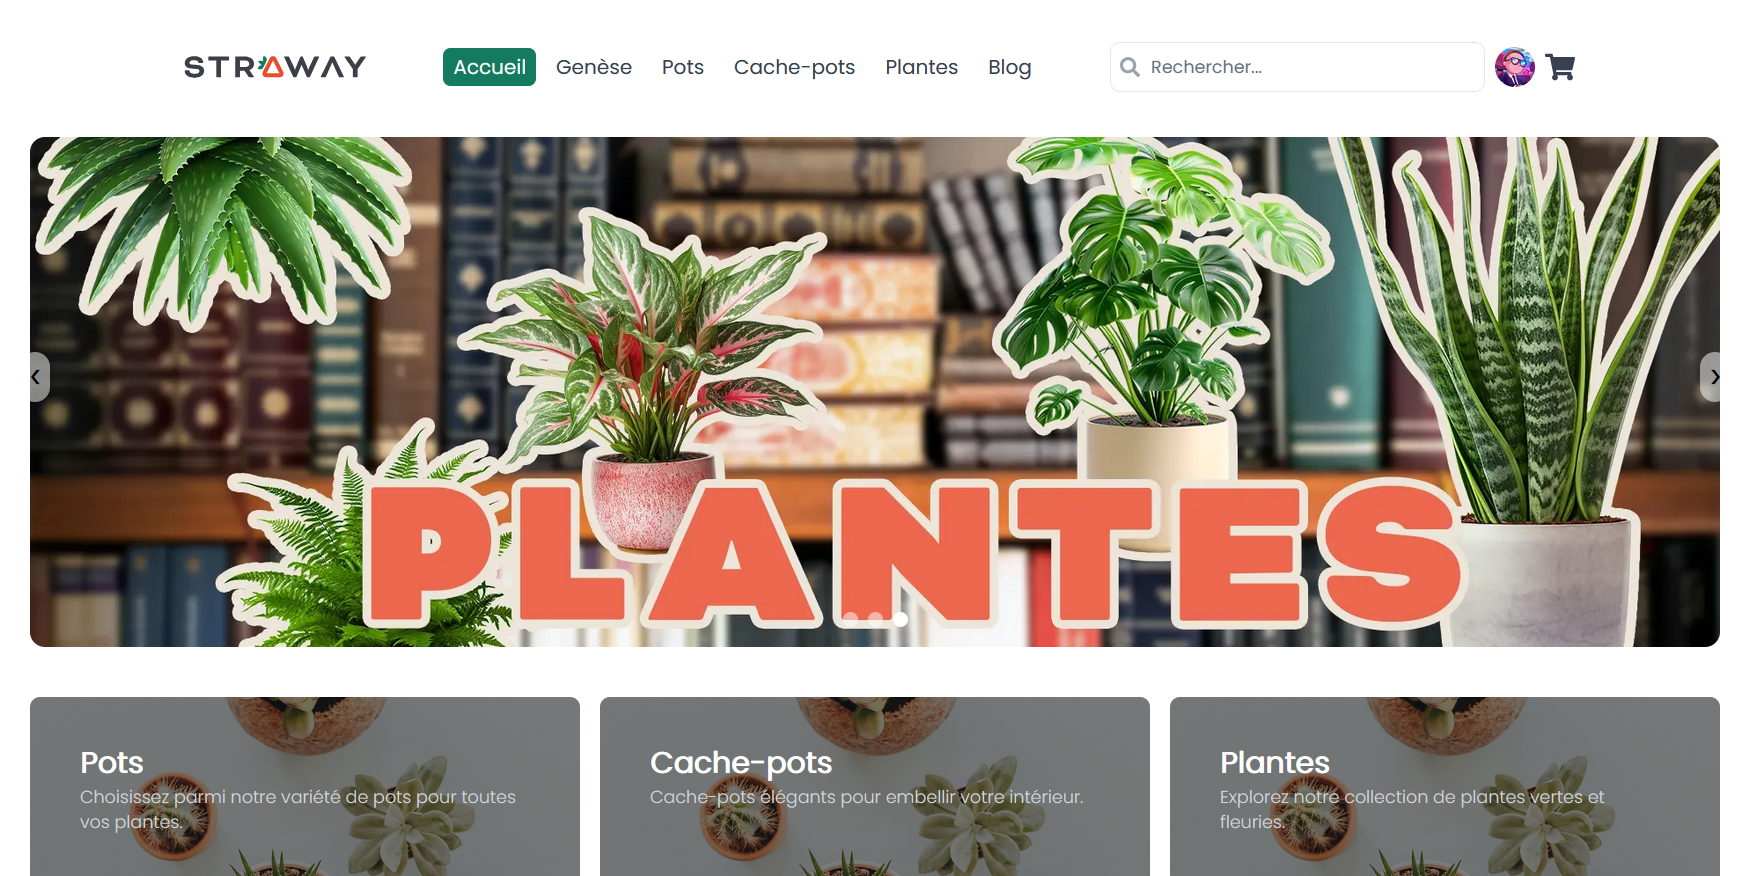 STRAWAY
Accueil Genèse Pots Cache-pots Plantes Blog
Rechercher...
PLANTES
Pots
Choisissez parmi notre variété de pots pour toutes
vos plantes.
Cache-pots
Cache-pots élégants pour embellir votre intérieur.
Plantes
Explorez notre collection de plantes vertes et
fleuries.